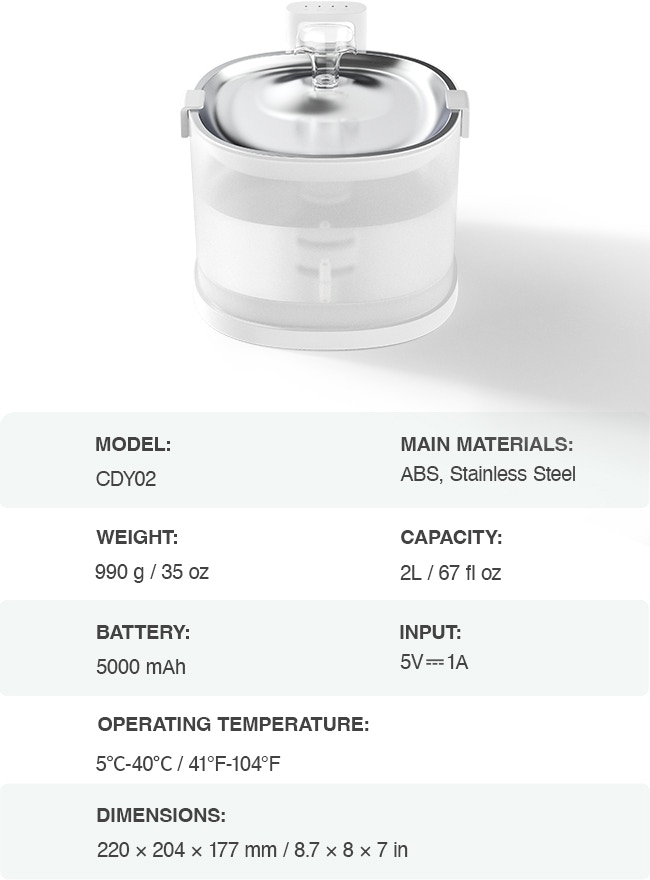 MODEL:
MAIN MATERIALS:
CDY02
ABS, Stainless Steel
WEIGHT:
CAPACITY:
990 g / 35 oz
2L / 67 fl oz
BATTERY:
INPUT:
5000 mAh
5V⎓1A
OPERATING TEMPERATURE:
5°C-40°C / 41°F-104°F
DIMENSIONS:
220 × 204 × 177 mm / 8.7 × 8 × 7 in